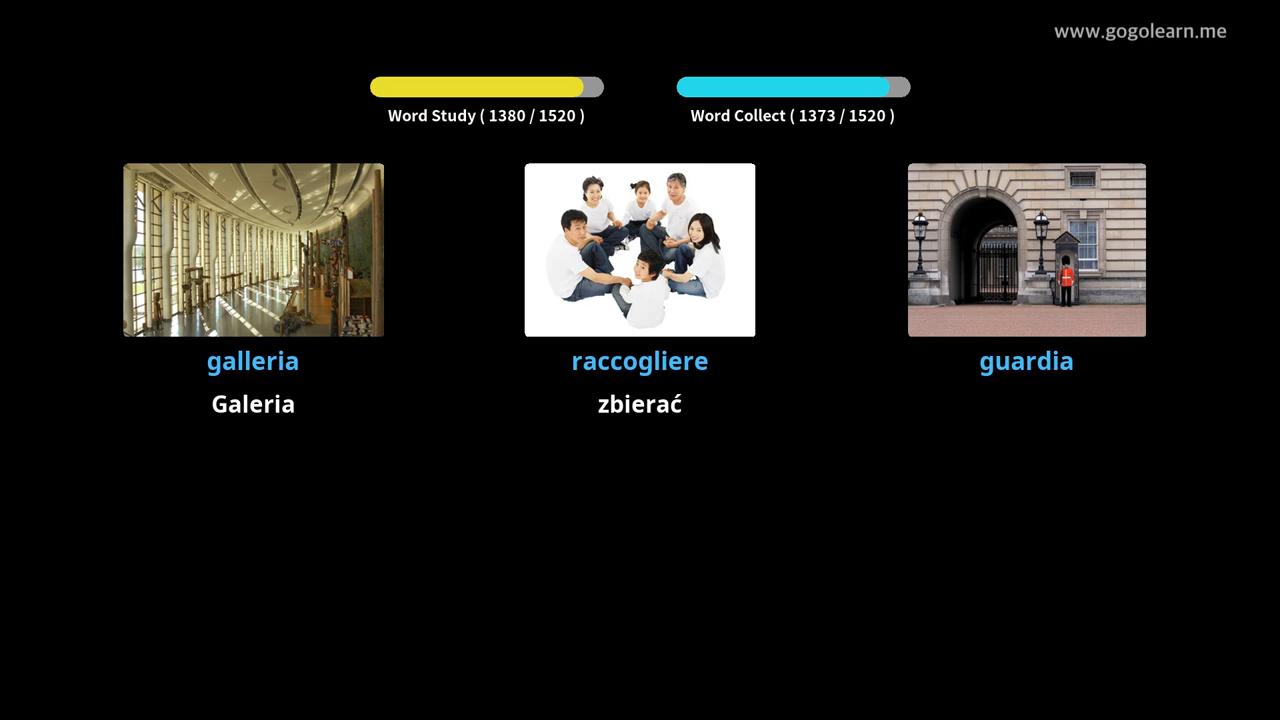 www.gogolearn.me
Word Study ( 1380 / 1520 )
Word Collect ( 1373 / 1520 )
galleria
raccogliere
guardia
Galeria
zbierać